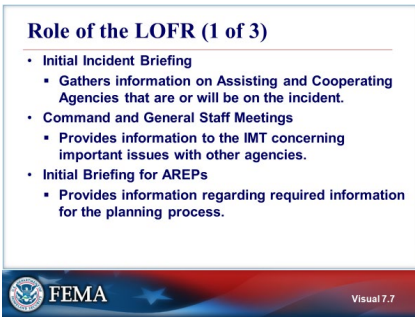 Role of the LOFR (1 of 3)
• Initial Incident Briefing
▪ Gathers information on Assisting and Cooperating
Agencies that are or will be on the incident.
• Command and General Staff Meetings
▪ Provides information to the IMT concerning
important issues with other agencies.
• Initial Briefing for AREPs
▪ Provides information regarding required information
for the planning process.
FEMA
Visual 7.7